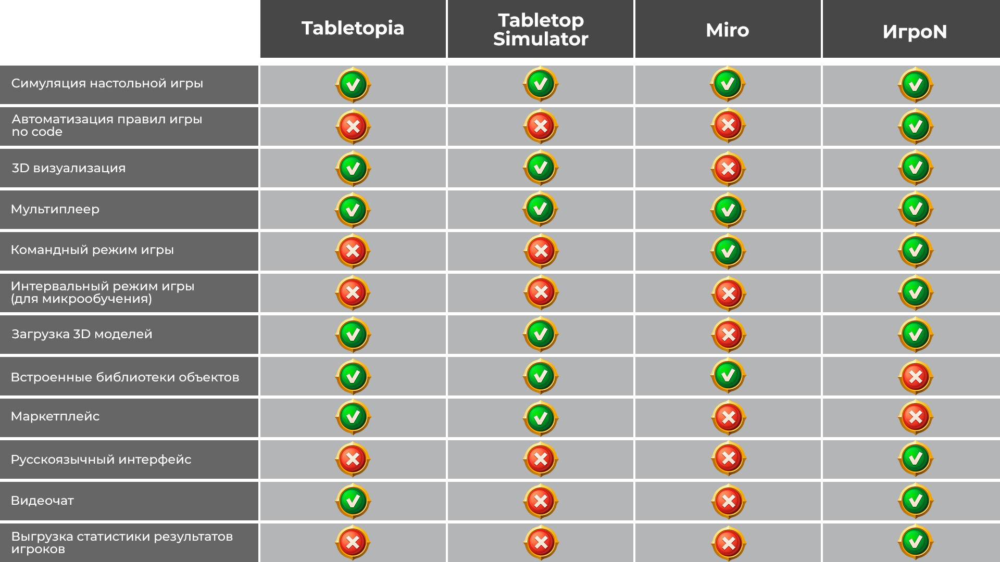 Tabletopia
Tabletop
Simulator
Miro
ИгроN
Симуляция настольной игры
Автоматизация правил игры
no code
3D визуализация
Мультиплеер
Командный режим игры
Интервальный режим игры
(для микрообучения)
Загрузка 3D моделей
Встроенные библиотеки объектов
Маркетплейс
Русскоязычный интерфейс
Видеочат
Выгрузка статистики результатов
игроков